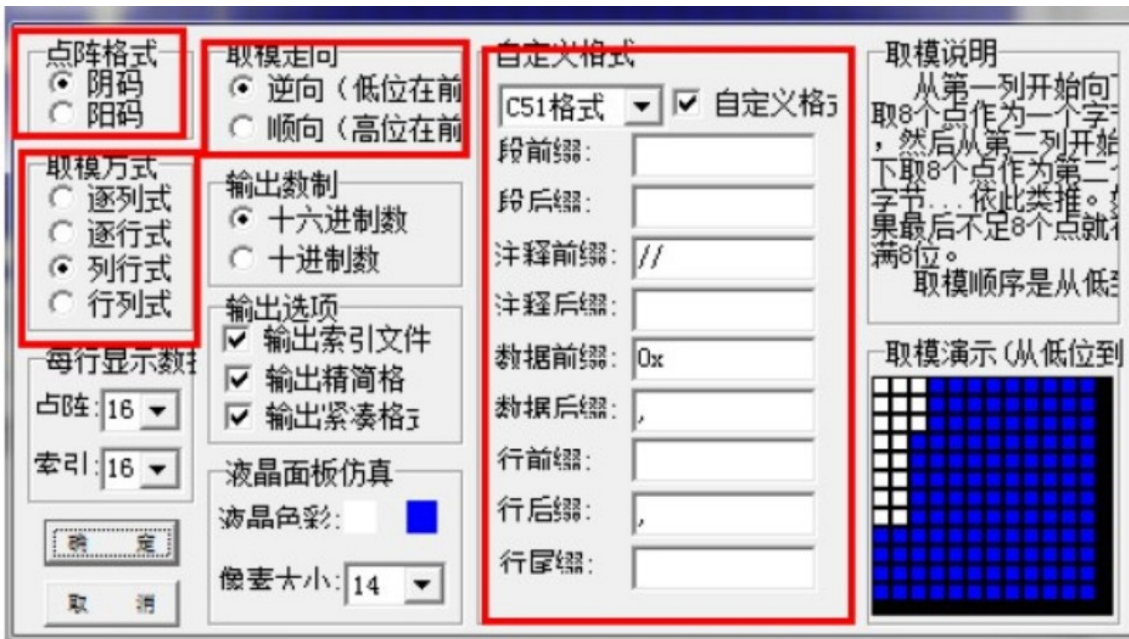 点阵格式
阴码
阳码
取模方式
逐列式
逐行式
列行式
行列式
每行显示数据
点阵:
16
索引:
16
确 定
取 消
取模走向
逆向（低位在前
顺向（高位在前
输出数制
十六进制数
十进制数
输出选项
输出索引文件
输出精简格
输出紧凑格式
液晶面板仿真
液晶色彩:
像素大小:
14
自定义格式
C51格式
自定义格式
段前缀:
段后缀:
注释前缀:
//
注释后缀:
数据前缀:
0x
数据后缀:
,
行前缀:
行后缀:
,
行尾缀:
取模说明
从第一列开始向下
取8个点作为一个字节
，然后从第二列开始
下取8个点作为第二个
字节...依此类推。如
果最后不足8个点就补
满8位。
取模顺序是从低到
取模演示(从低位到